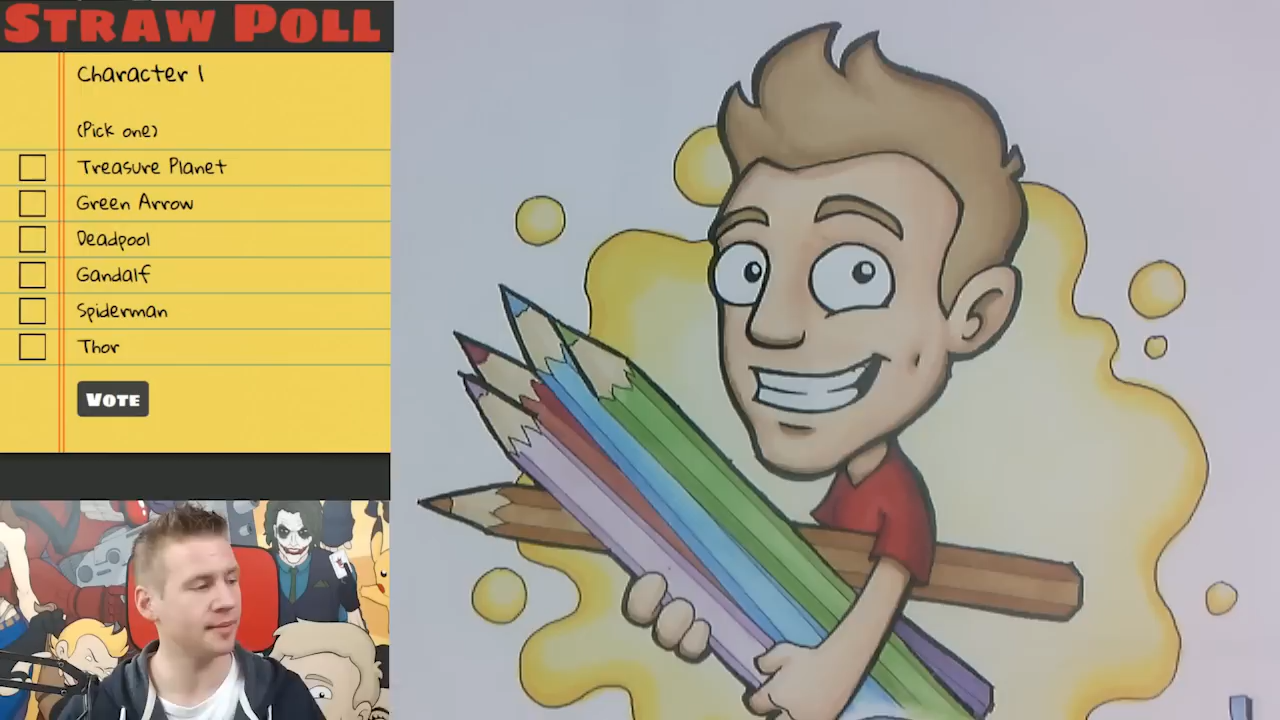 STRAW POLL
Character 1
(Pick one)
Treasure Planet
Green Arrow
Deadpool
Gandalf
Spiderman
Thor
VOTE